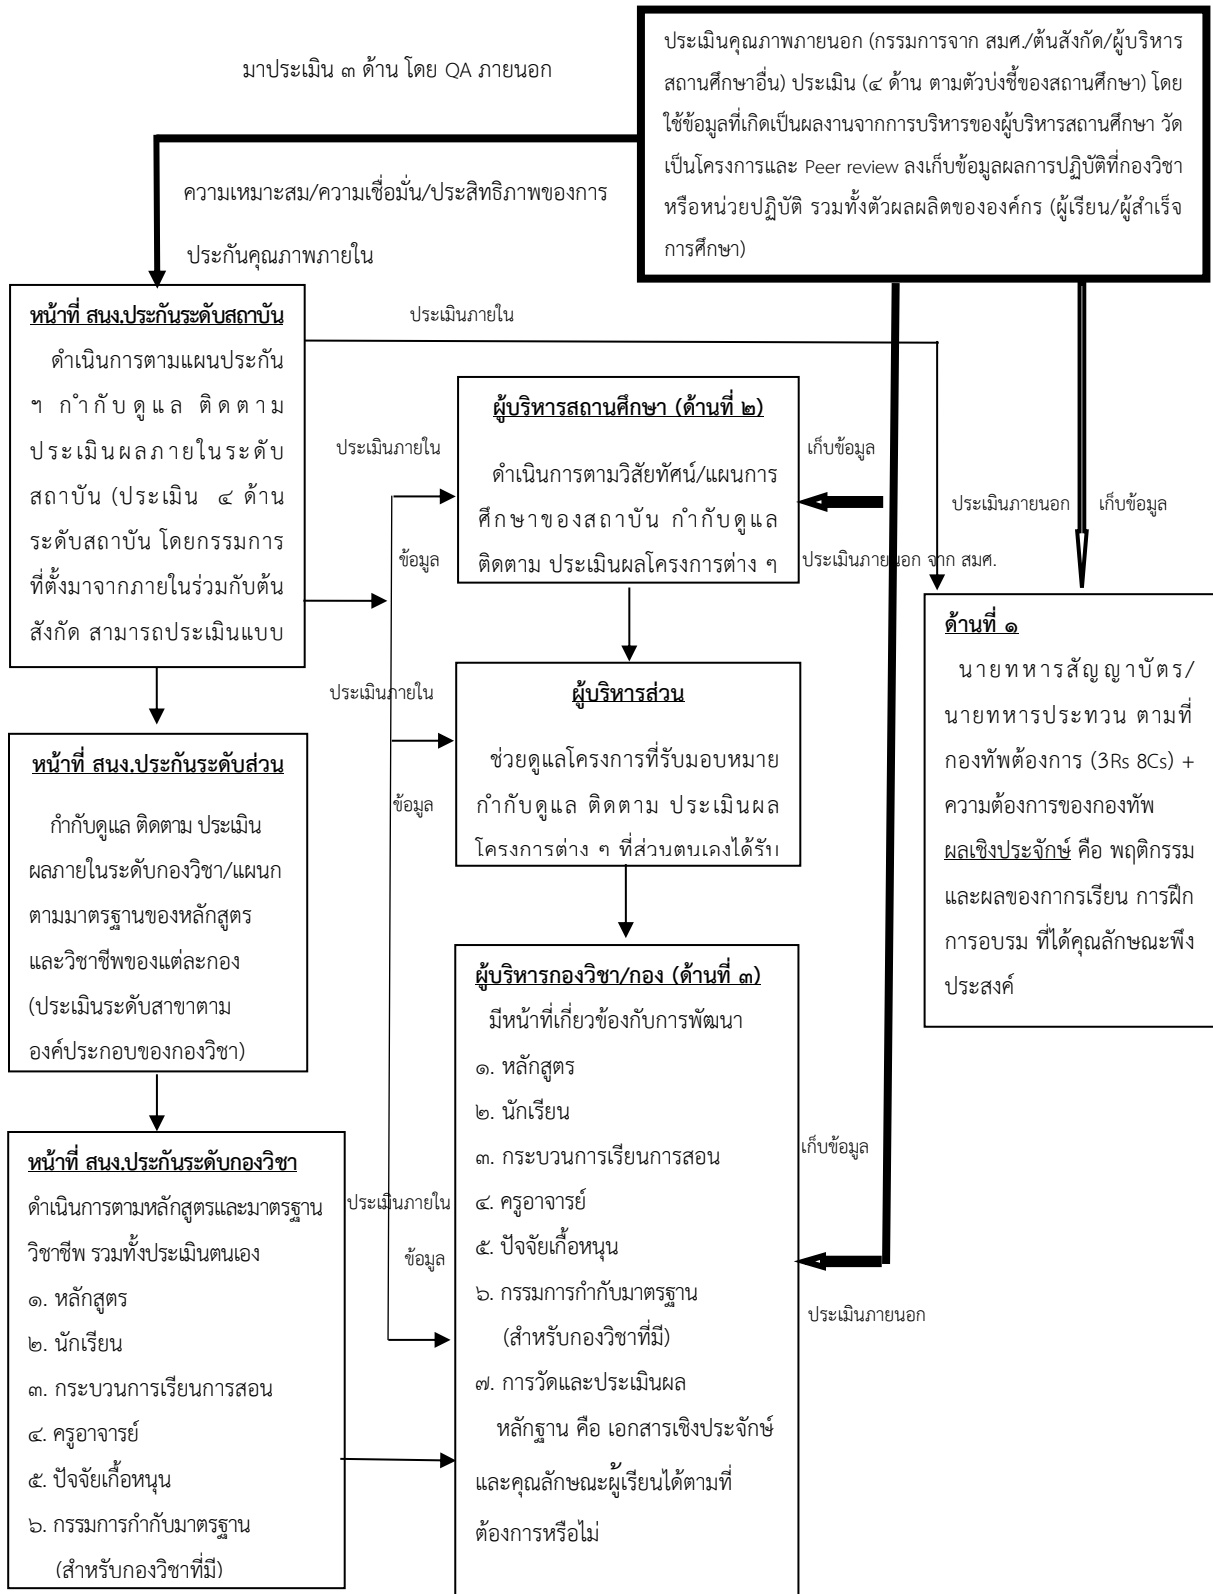 มาประเมิน ๓ ด้าน โดย QA ภายนอก
ประเมินคุณภาพภายนอก (กรรมการจาก สมศ./ต้นสังกัด/ผู้บริหาร
สถานศึกษาอื่น) ประเมิน (๔ ด้าน ตามตัวบ่งชี้ของสถานศึกษา) โดย
ใช้ข้อมูลที่เกิดเป็นผลงานจากการบริหารของผู้บริหารสถานศึกษา วัด
เป็นโครงการและ Peer review ลงเก็บข้อมูลผลการปฏิบัติที่กองวิชา
หรือหน่วยปฏิบัติ รวมทั้งตัวผลผลิตขององค์กร (ผู้เรียน/ผู้สำเร็จ
การศึกษา)
ความเหมาะสม/ความเชื่อมั่น/ประสิทธิภาพของการ
ประกันคุณภาพภายใน
หน้าที่ สนง.ประกันระดับสถาบัน
ดำเนินการตามแผนประกัน
ฯ กำกับดูแล ติดตาม
ประเมินผลภายในระดับ
สถาบัน (ประเมิน ๔ ด้าน
ระดับสถาบัน โดยกรรมการ
ที่ตั้งมาจากภายในร่วมกับต้น
สังกัด สามารถประเมินแบบ
ประเมินภายใน
ประเมินภายใน
ข้อมูล
ผู้บริหารสถานศึกษา (ด้านที่ ๒)
ดำเนินการตามวิสัยทัศน์/แผนการ
ศึกษาของสถาบัน กำกับดูแล
ติดตาม ประเมินผลโครงการต่าง ๆ
เก็บข้อมูล
ประเมินภายนอก จาก สมศ.
ประเมินภายนอก
เก็บข้อมูล
ด้านที่ ๑
นายทหารสัญญาบัตร/
นายทหารประทวน ตามที่
กองทัพต้องการ (3Rs 8Cs) +
ความต้องการของกองทัพ
ผลเชิงประจักษ์ คือ พฤติกรรม
และผลของกากรเรียน การฝึก
การอบรม ที่ได้คุณลักษณะพึง
ประสงค์
หน้าที่ สนง.ประกันระดับส่วน
กำกับดูแล ติดตาม ประเมิน
ผลภายในระดับกองวิชา/แผนก
ตามมาตรฐานของหลักสูตร
และวิชาชีพของแต่ละกอง
(ประเมินระดับสาขาตาม
องค์ประกอบของกองวิชา)
ประเมินภายใน
ข้อมูล
ผู้บริหารส่วน
ช่วยดูแลโครงการที่รับมอบหมาย
กำกับดูแล ติดตาม ประเมินผล
โครงการต่าง ๆ ที่ส่วนตนเองได้รับ
หน้าที่ สนง.ประกันระดับกองวิชา
ดำเนินการตามหลักสูตรและมาตรฐาน
วิชาชีพ รวมทั้งประเมินตนเอง
๑. หลักสูตร
๒. นักเรียน
๓. กระบวนการเรียนการสอน
๔. ครูอาจารย์
๕. ปัจจัยเกื้อหนุน
๖. กรรมการกำกับมาตรฐาน
(สำหรับกองวิชาที่มี)
ประเมินภายใน
ข้อมูล
ผู้บริหารกองวิชา/กอง (ด้านที่ ๓)
มีหน้าที่เกี่ยวข้องกับการพัฒนา
๑. หลักสูตร
๒. นักเรียน
๓. กระบวนการเรียนการสอน
๔. ครูอาจารย์
๕. ปัจจัยเกื้อหนุน
๖. กรรมการกำกับมาตรฐาน
(สำหรับกองวิชาที่มี)
๗. การวัดและประเมินผล
หลักฐาน คือ เอกสารเชิงประจักษ์
และคุณลักษณะผู้เรียนได้ตามที่
ต้องการหรือไม่
เก็บข้อมูล
ประเมินภายนอก